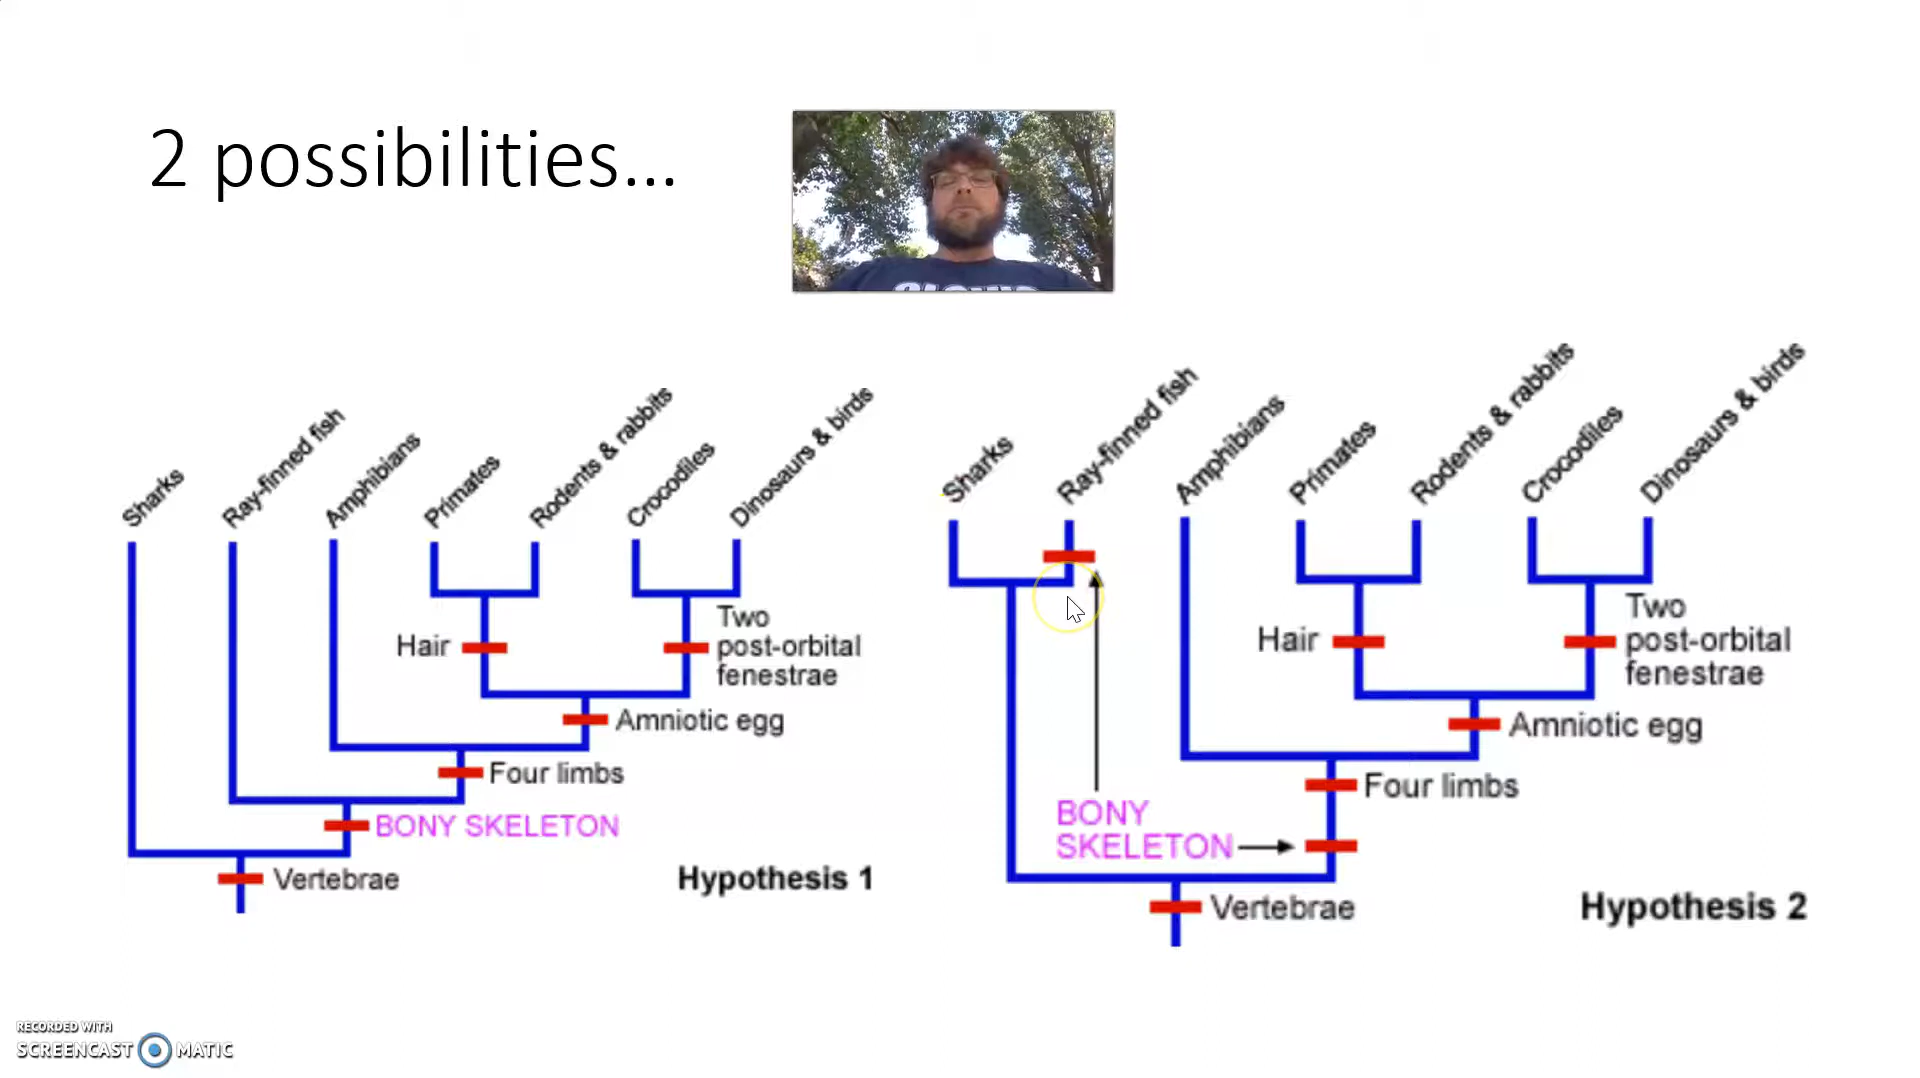 2 possibilities...
Sharks
Ray-finned fish
Amphibians
Primates
Rodents & rabbits
Crocodiles
Dinosaurs & birds
Hair
Two
post-orbital
fenestrae
Amniotic egg
Four limbs
BONY SKELETON
Vertebrae
Hypothesis 1
Sharks
Ray-finned fish
Amphibians
Primates
Rodents & rabbits
Crocodiles
Dinosaurs & birds
Hair
Two
post-orbital
fenestrae
Amniotic egg
Four limbs
BONY
SKELETON
Vertebrae
Hypothesis 2
RECORDED WITH
SCREENCAST MATIC